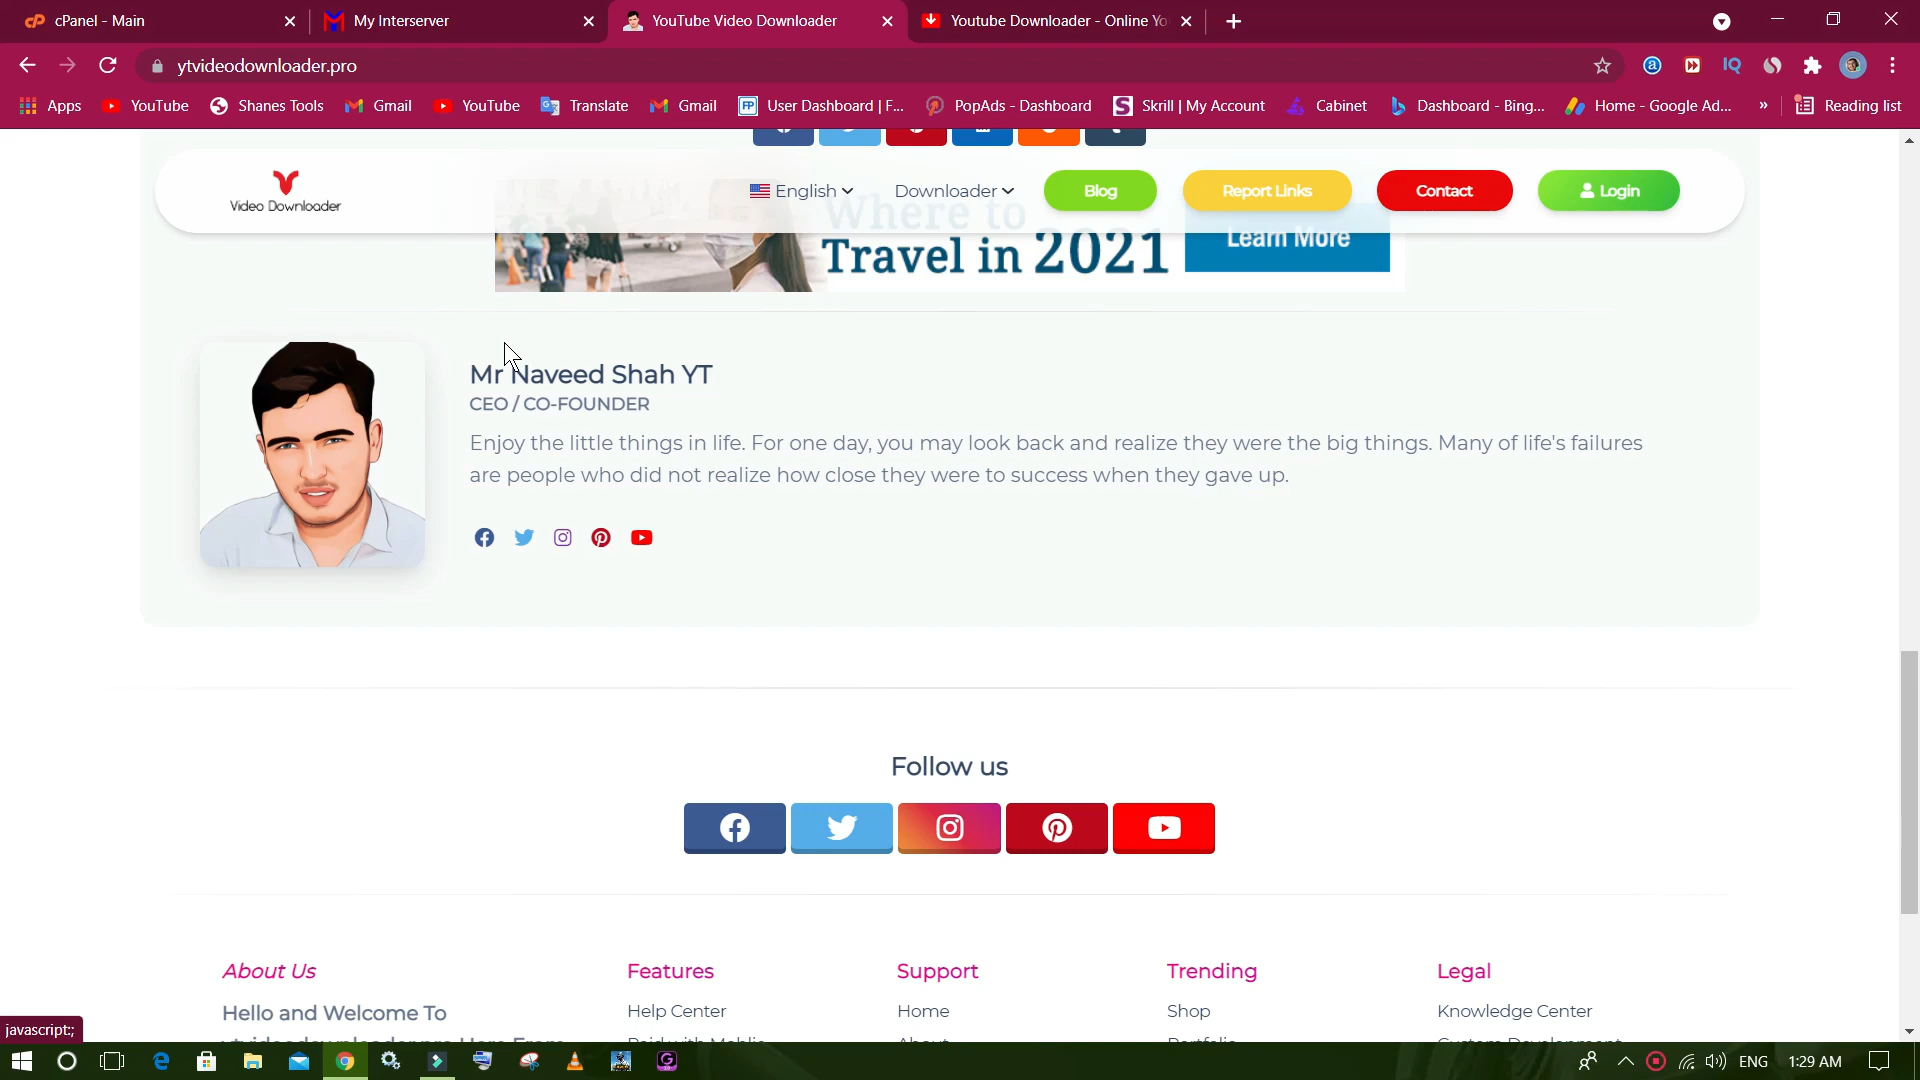 cPanel - Main
My Interserver
YouTube Video Downloader
Youtube Downloader - Online Yo
ytvideodownloader.pro
Apps
YouTube
Shanes Tools
Gmail
YouTube
Translate
Gmail
User Dashboard | F...
PopAds - Dashboard
Skrill | My Account
Cabinet
Dashboard - Bing...
Home - Google Ad...
»
Reading list
Video Downloader
English
Downloader
Blog
Report Links
Contact
Login
Where to
Travel in 2021
Learn More
Mr Naveed Shah YT
CEO / CO-FOUNDER
Enjoy the little things in life. For one day, you may look back and realize they were the big things. Many of life's failures
are people who did not realize how close they were to success when they gave up.
Follow us
About Us
Features
Support
Trending
Legal
Hello and Welcome To
Help Center
Home
Shop
Knowledge Center
javascript:;
ENG
1:29 AM